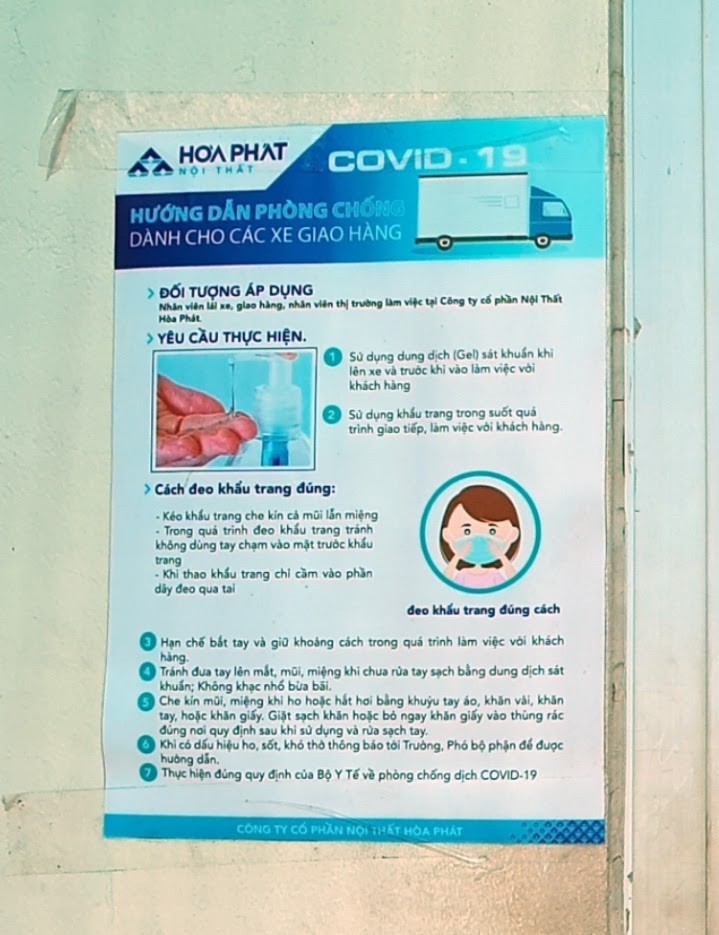 HOÀ PHÁT
NỘI THẤT
COVID - 19
HƯỚNG DẪN PHÒNG CHỐNG
DÀNH CHO CÁC XE GIAO HÀNG
ĐỐI TƯỢNG ÁP DỤNG
Nhân viên lái xe, giao hàng, nhân viên thị trường làm việc tại Công ty cổ phần Nội Thất
Hòa Phát.
YÊU CẦU THỰC HIỆN.
1 Sử dụng dung dịch (Gel) sát khuẩn khi
lên xe và trước khi vào làm việc với
khách hàng
2 Sử dụng khẩu trang trong suốt quá
trình giao tiếp, làm việc với khách hàng.
Cách đeo khẩu trang đúng:
- Kéo khẩu trang che kín cả mũi lẫn miệng
- Trong quá trình đeo khẩu trang tránh
không dùng tay chạm vào mặt trước khẩu
trang
- Khi thao khẩu trang chỉ cầm vào phần
dây đeo qua tai
đeo khẩu trang đúng cách
3 Hạn chế bắt tay và giữ khoảng cách trong quá trình làm việc với khách
hàng.
4 Tránh đưa tay lên mắt, mũi, miệng khi chưa rửa tay sạch bằng dung dịch sát
khuẩn; Không khạc nhổ bừa bãi.
5 Che kín mũi, miệng khi ho hoặc hắt hơi bằng khuỷu tay áo, khăn vải, khăn
tay, hoặc khăn giấy. Giặt sạch khăn hoặc bỏ ngay khăn giấy vào thùng rác
đúng nơi quy định sau khi sử dụng và rửa sạch tay.
6 Khi có dấu hiệu ho, sốt, khó thở thông báo tới Trưởng, Phó bộ phận để được
hướng dẫn.
7 Thực hiện đúng quy định của Bộ Y Tế về phòng chống dịch COVID-19
CÔNG TY CỔ PHẦN NỘI THẤT HÒA PHÁT